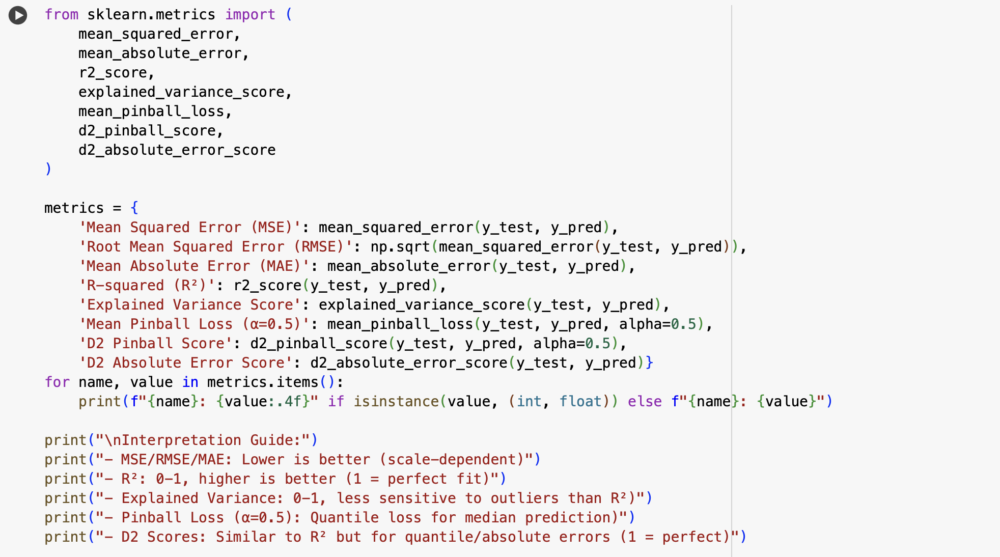 from sklearn.metrics import (
    mean_squared_error,
    mean_absolute_error,
    r2_score,
    explained_variance_score,
    mean_pinball_loss,
    d2_pinball_score,
    d2_absolute_error_score
)

metrics = {
    'Mean Squared Error (MSE)': mean_squared_error(y_test, y_pred),
    'Root Mean Squared Error (RMSE)': np.sqrt(mean_squared_error(y_test, y_pred)),
    'Mean Absolute Error (MAE)': mean_absolute_error(y_test, y_pred),
    'R-squared (R²)': r2_score(y_test, y_pred),
    'Explained Variance Score': explained_variance_score(y_test, y_pred),
    'Mean Pinball Loss (α=0.5)': mean_pinball_loss(y_test, y_pred, alpha=0.5),
    'D2 Pinball Score': d2_pinball_score(y_test, y_pred, alpha=0.5),
    'D2 Absolute Error Score': d2_absolute_error_score(y_test, y_pred)}
for name, value in metrics.items():
    print(f"{name}: {value:.4f}" if isinstance(value, (int, float)) else f"{name}: {value}")

print("\nInterpretation Guide:")
print("- MSE/RMSE/MAE: Lower is better (scale-dependent)")
print("- R²: 0-1, higher is better (1 = perfect fit)")
print("- Explained Variance: 0-1, less sensitive to outliers than R²)")
print("- Pinball Loss (α=0.5): Quantile loss for median prediction)")
print("- D2 Scores: Similar to R² but for quantile/absolute errors (1 = perfect)")